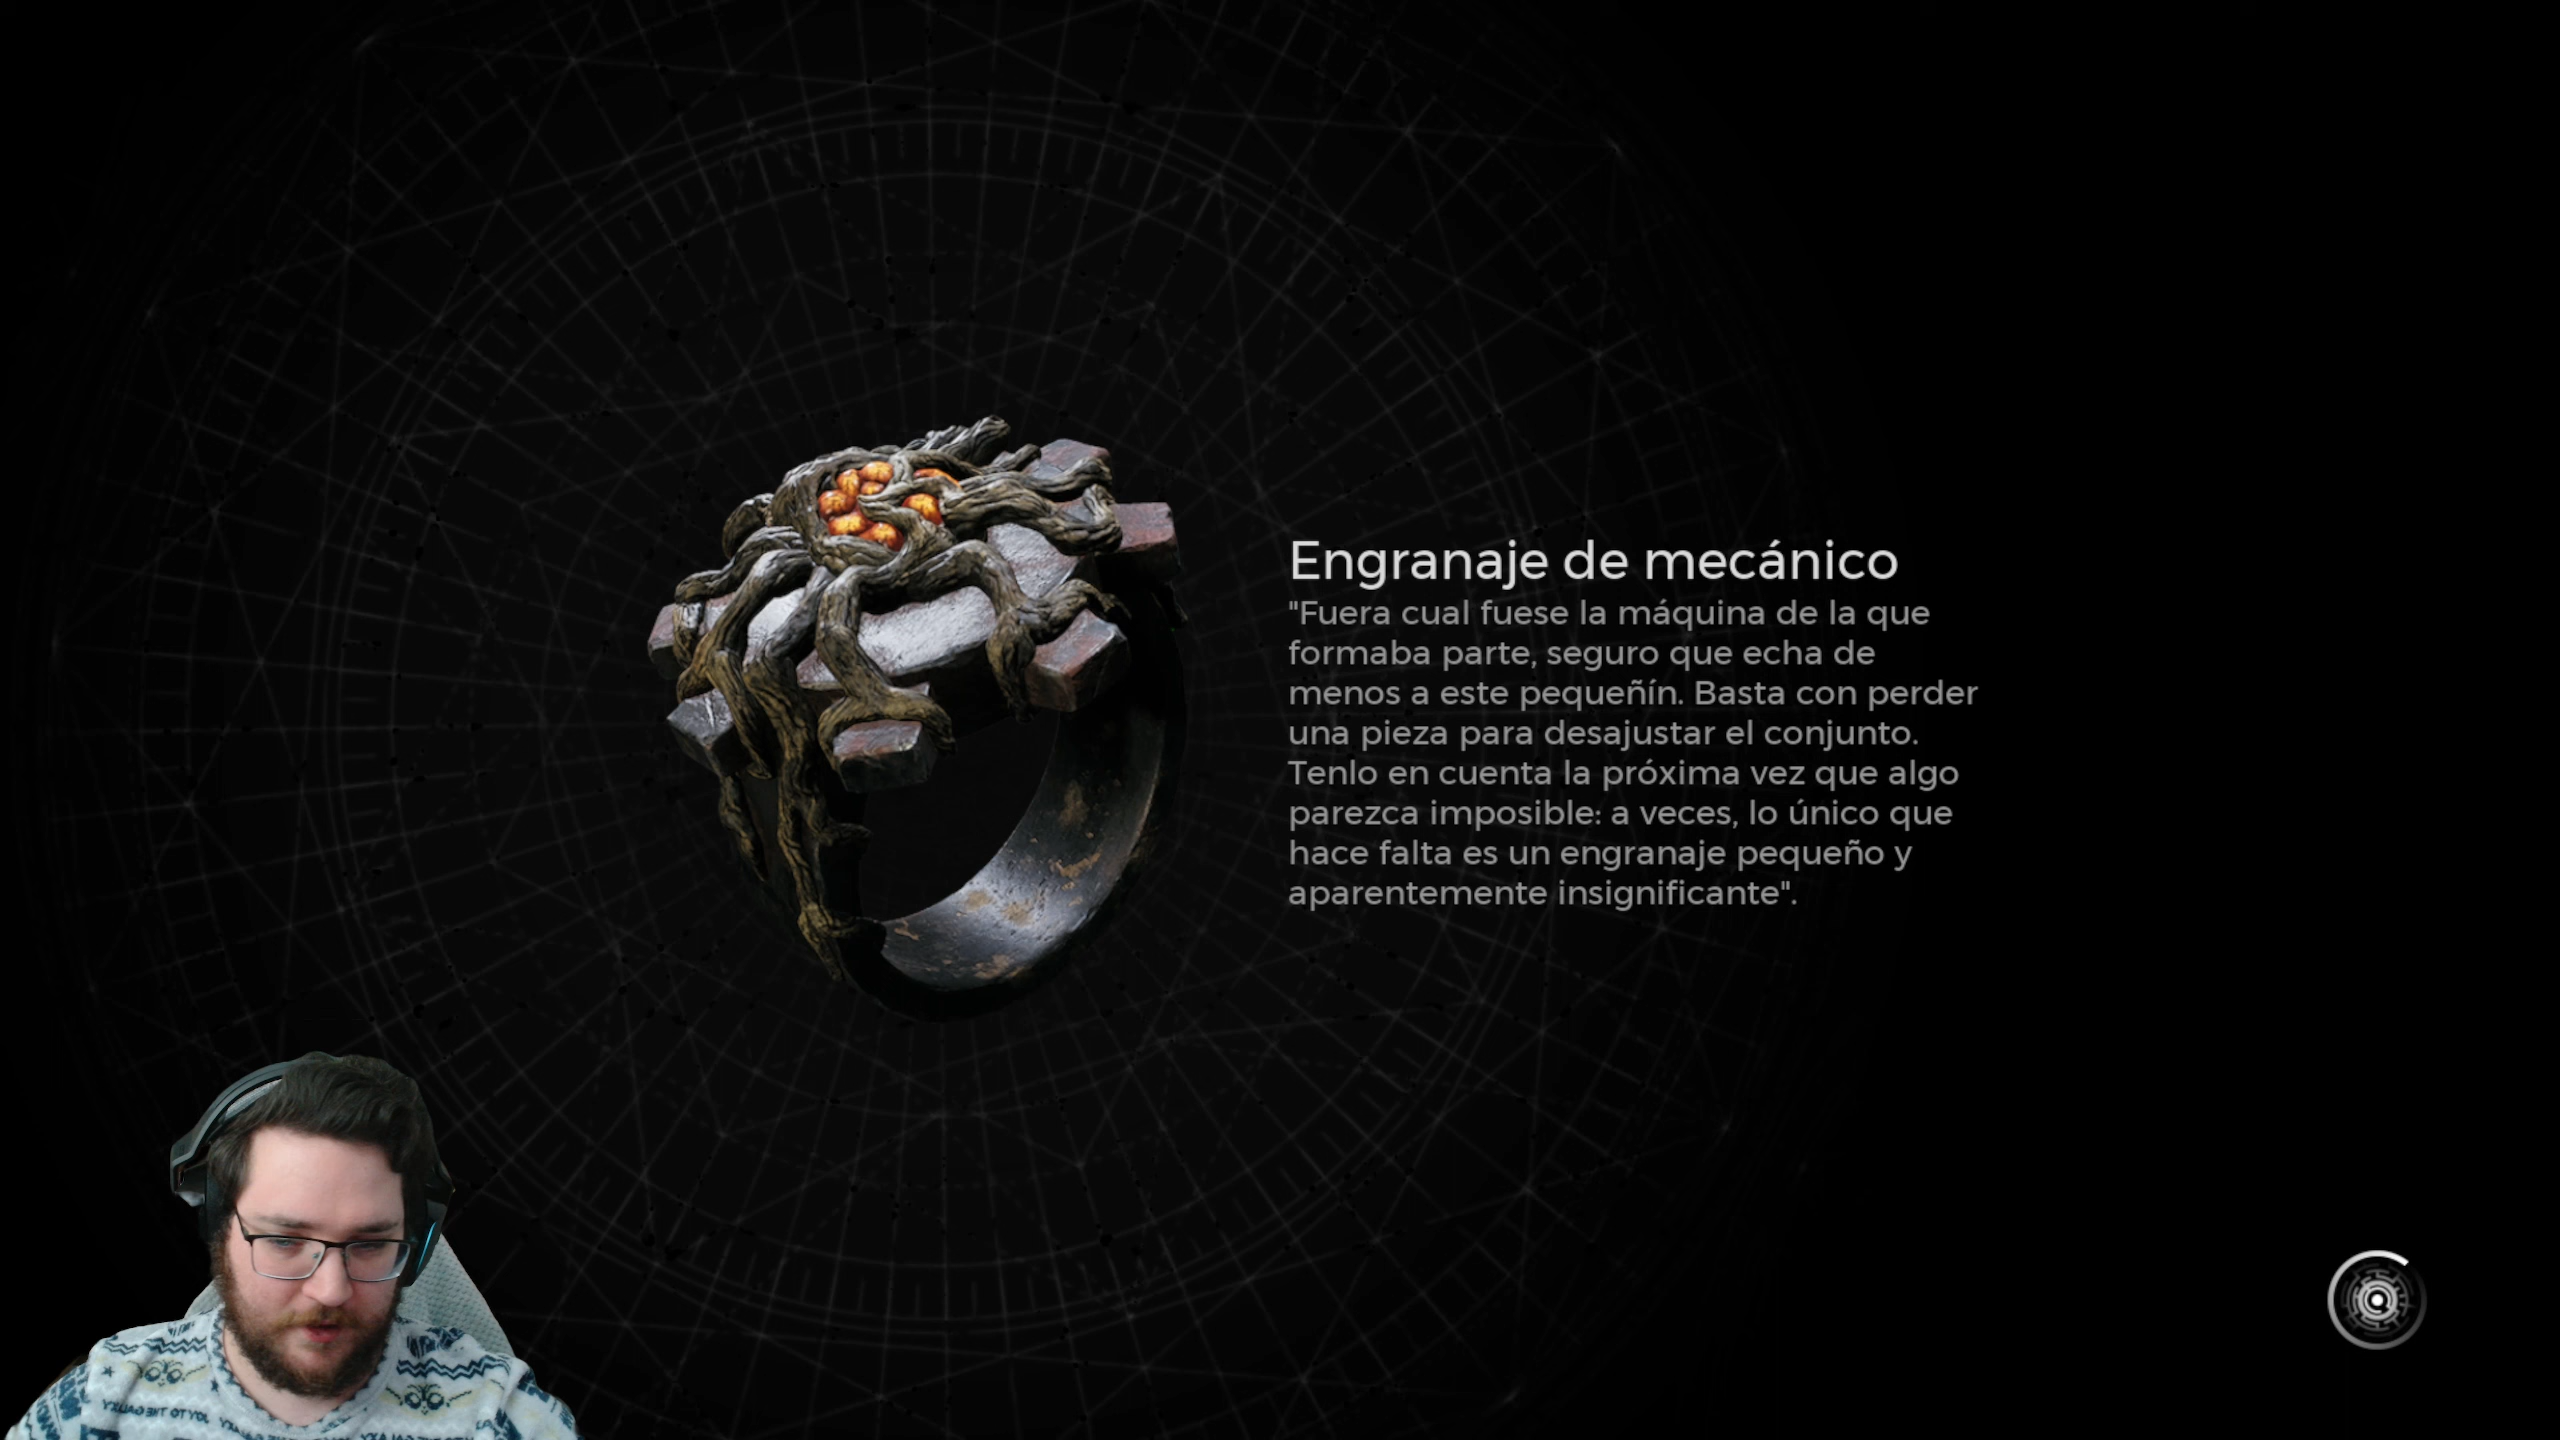 Engranaje de mecánico
"Fuera cual fuese la máquina de la que
formaba parte, seguro que echa de
menos a este pequeñín. Basta con perder
una pieza para desajustar el conjunto.
Tenlo en cuenta la próxima vez que algo
parezca imposible: a veces, lo único que
hace falta es un engranaje pequeño y
aparentemente insignificante".